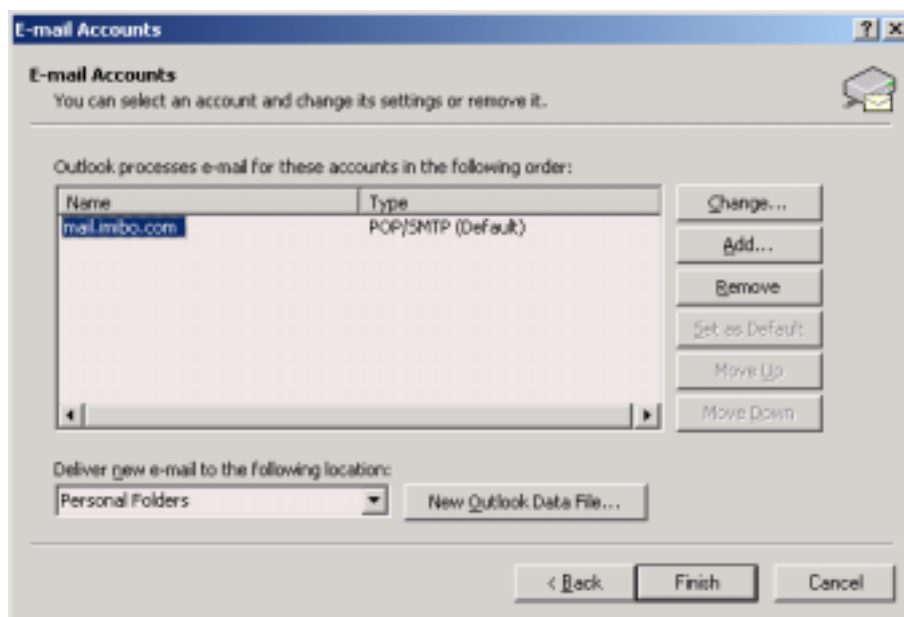 E-mail Accounts
E-mail Accounts
You can select an account and change its settings or remove it.
Outlook processes e-mail for these accounts in the following order:
Name Type
mail.imibo.com POP/SMTP (Default)
Change...
Add...
Remove
Set as Default
Move Up
Move Down
Deliver new e-mail to the following location:
Personal Folders New Outlook Data File...
< Back Finish Cancel